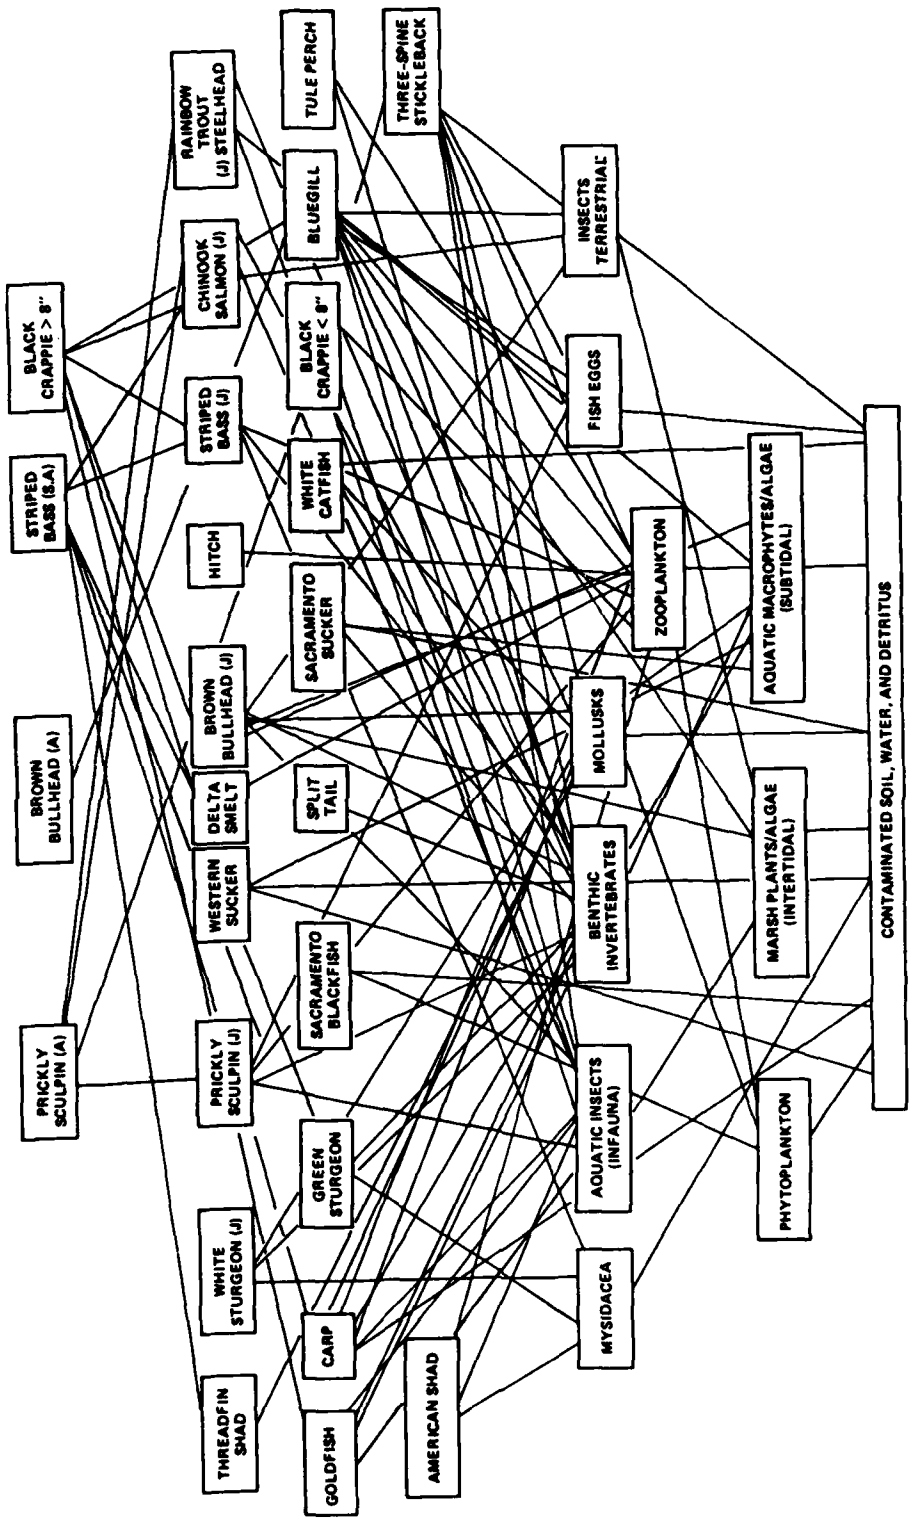 PRICKLY
SCULPIN (A)
BROWN
BULLHEAD (A)
STRIPED
BASS (S.A)
BLACK
CRAPPIE > 8"
THREADFIN
SHAD
WHITE
STURGEON (J)
PRICKLY
SCULPIN (J)
WESTERN
SUCKER
DELTA
SMELT
BROWN
BULLHEAD (J)
HITCH
STRIPED
BASS (J)
CHINOOK
SALMON (J)
RAINBOW
TROUT
(J) STEELHEAD
GOLDFISH
CARP
GREEN
STURGEON
SACRAMENTO
BLACKFISH
SPLIT
TAIL
SACRAMENTO
SUCKER
WHITE
CATFISH
BLACK
CRAPPIE < 8"
BLUEGILL
TULE PERCH
AMERICAN SHAD
THREE-SPINE
STICKLEBACK
MYSIDACEA
AQUATIC INSECTS
(INFAUNA)
BENTHIC
INVERTEBRATES
MOLLUSKS
ZOOPLANKTON
FISH EGGS
INSECTS
TERRESTRIAL
PHYTOPLANKTON
MARSH PLANTS/ALGAE
(INTERTIDAL)
AQUATIC MACROPHYTES/ALGAE
(SUBTIDAL)
CONTAMINATED SOIL, WATER, AND DETRITUS